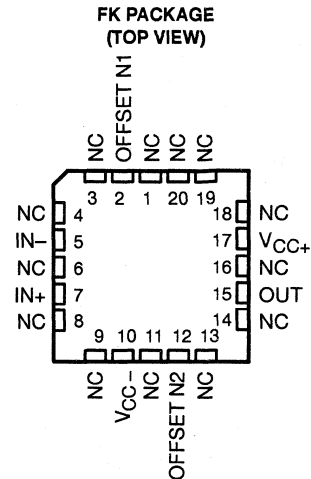 FK PACKAGE
(TOP VIEW)
NC
OFFSET N1
NC
NC
NC
3 2 1 20 19
NC 4
IN– 5
NC 6
IN+ 7
NC 8
18 NC
17 VCC+
16 NC
15 OUT
14 NC
9 10 11 12 13
NC
VCC–
NC
OFFSET N2
NC